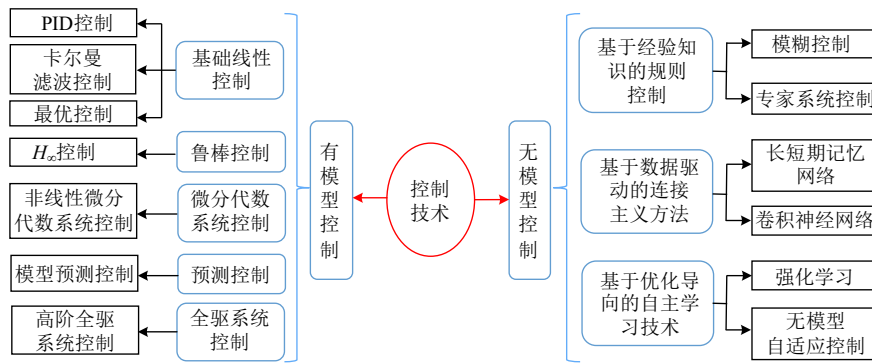 PID控制
卡尔曼
滤波控制
最优控制
基础线性
控制
H∞控制
鲁棒控制
非线性微分
代数系统控制
微分代数
系统控制
模型预测控制
预测控制
高阶全驱
系统控制
全驱系统
控制
有模型控制
控制
技术
无模型控制
基于经验知
识的规则
控制
模糊控制
专家系统控制
基于数据驱
动的连接
主义方法
长短期记忆
网络
卷积神经网络
基于优化导
向的自主学
习技术
强化学习
无模型
自适应控制